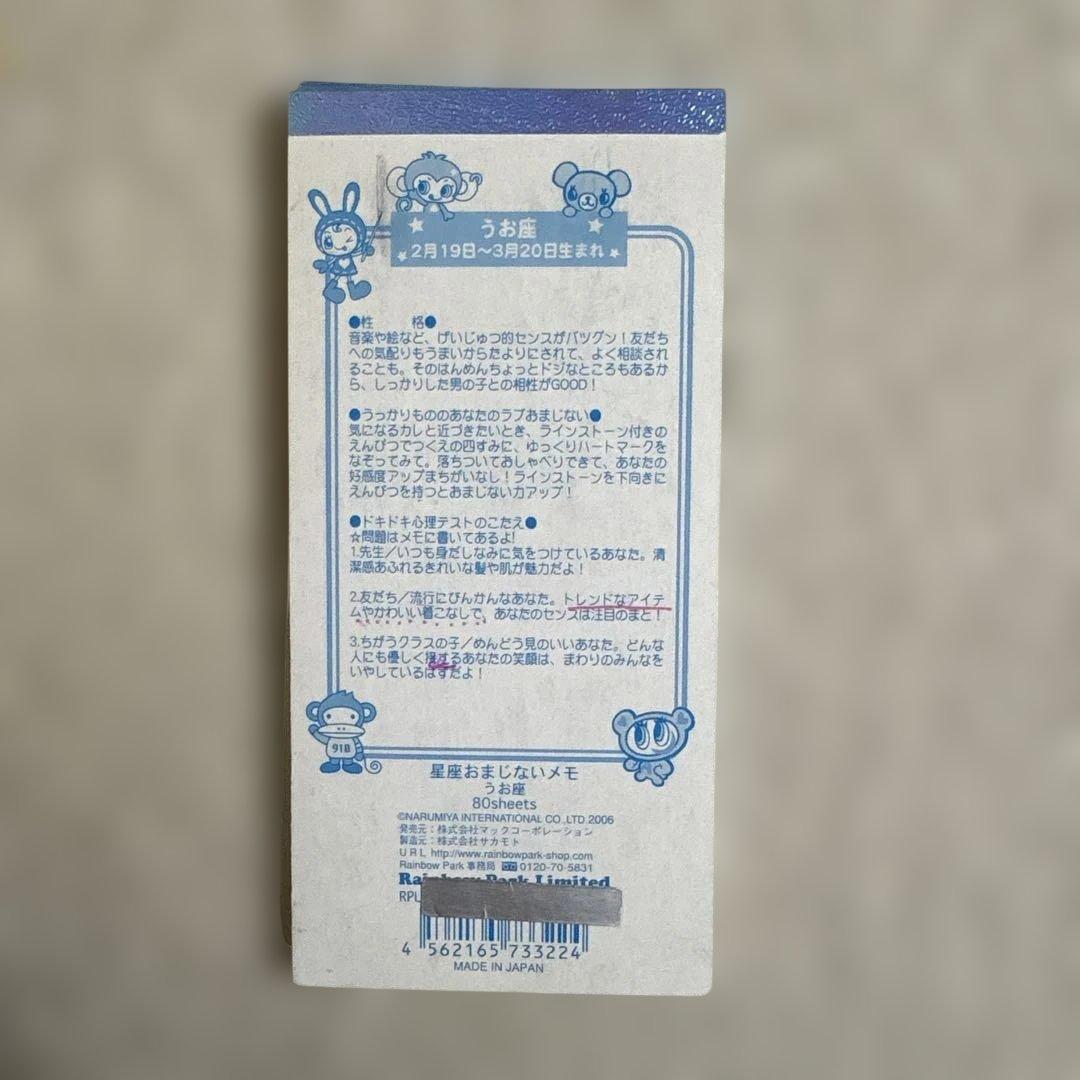 うお座
2月19日〜3月20日生まれ
●性　　格●
音楽や絵など、げいじゅつ的センスがバツグン！友だち
への気配りもうまいからたよりにされて、よく相談され
ることも。そのはんめんちょっとドジなところもあるか
ら、しっかりした男の子との相性がGOOD！
●うっかりもののあなたのラブおまじない●
気になるカレと近づきたいとき、ラインストーン付きの
えんぴつでつくえの四すみに、ゆっくりハートマークを
なぞってみて。落ちついておしゃべりできて、あなたの
好感度アップまちがいなし！ラインストーンを下向きに
えんぴつを持つとおまじない力アップ！
●ドキドキ心理テストのこたえ●
☆問題はメモに書いてあるよ!
1.先生／いつも身だしなみに気をつけているあなた。清
潔感あふれるきれいな髪や肌が魅力だよ！
2.友だち／流行にびんかんなあなた。トレンドなアイテ
ムやかわいい着こなしで、あなたのセンスは注目のまと！
3.ちがうクラスの子／めんどう見のいいあなた。どんな
人にも優しく接するあなたの笑顔は、まわりのみんなを
いやしているはずだよ！
918
星座おまじないメモ
うお座
80sheets
©NARUMIYA INTERNATIONAL CO.,LTD.2006
発売元：株式会社マックコーポレーション
製造元：株式会社サカモト
URL http://www.rainbowpark-shop.com
Rainbow Park 事務局 0120-70-5831
Rainbow Park Limited
RPL
4 562165 733224
MADE IN JAPAN